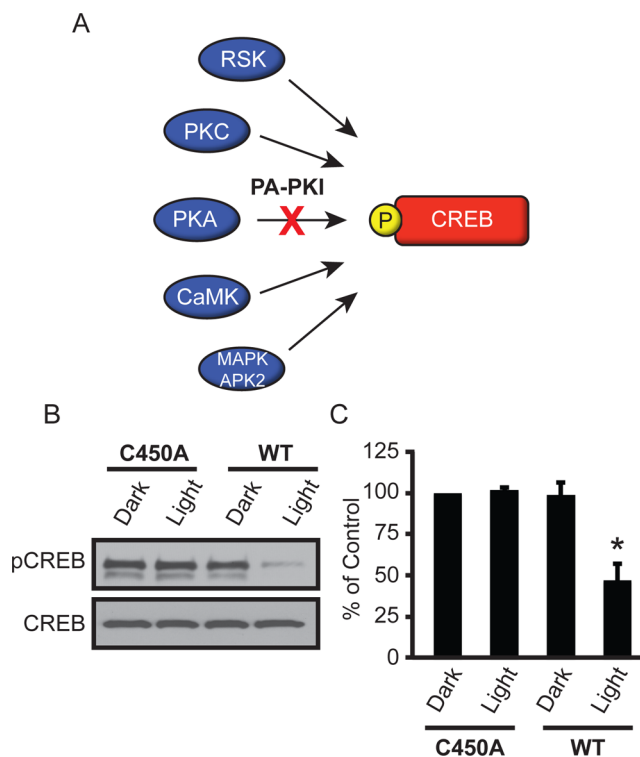 A
RSK
PKC
PA-PKI
PKA
X
P
CREB
CaMK
MAPK
APK2
B
C450A
WT
Dark
Light
Dark
Light
pCREB
CREB
C
% of Control
125
100
75
50
25
0
*
Dark
Light
Dark
Light
C450A
WT